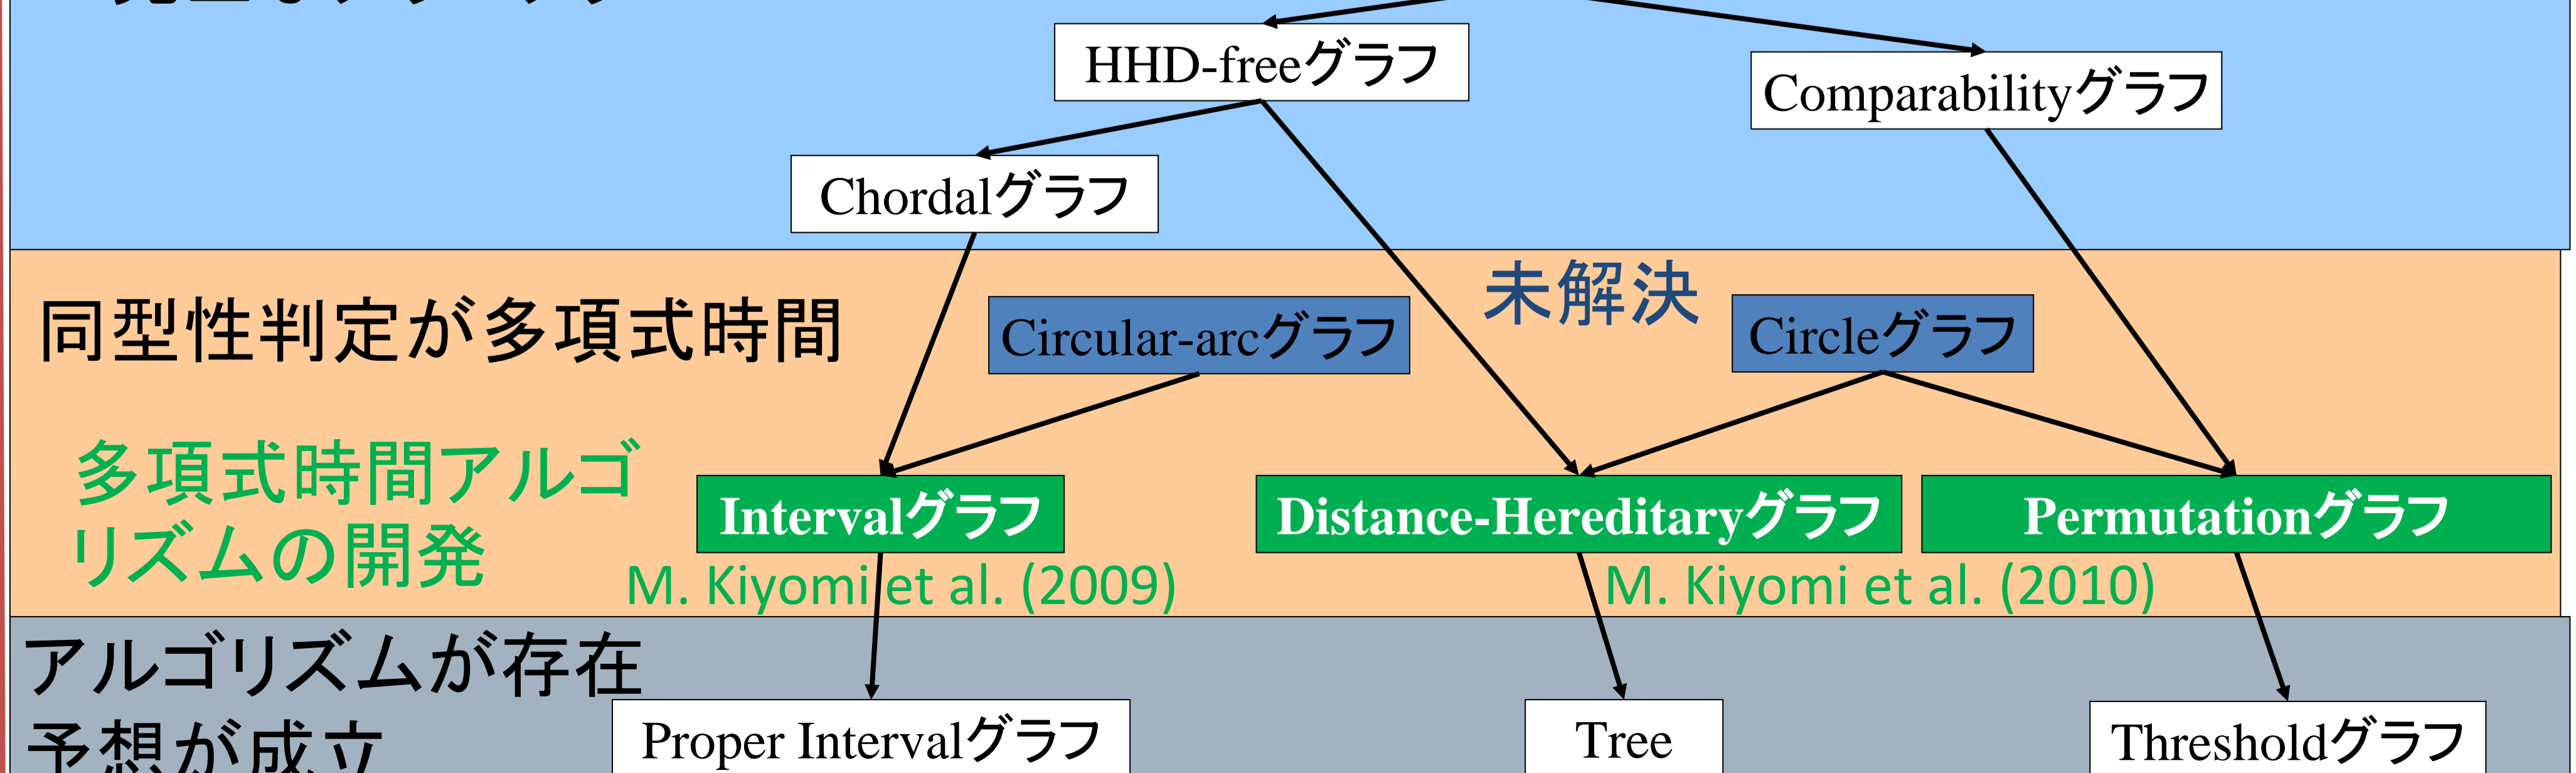 HHD-freeグラフ
Comparabilityグラフ
Chordalグラフ
未解決
同型性判定が多項式時間
Circular-arcグラフ
Circleグラフ
多項式時間アルゴ
リズムの開発
Intervalグラフ
Distance-Hereditaryグラフ
Permutationグラフ
M. Kiyomi et al. (2009)
M. Kiyomi et al. (2010)
アルゴリズムが存在
予想が成立
Proper Intervalグラフ
Tree
Thresholdグラフ